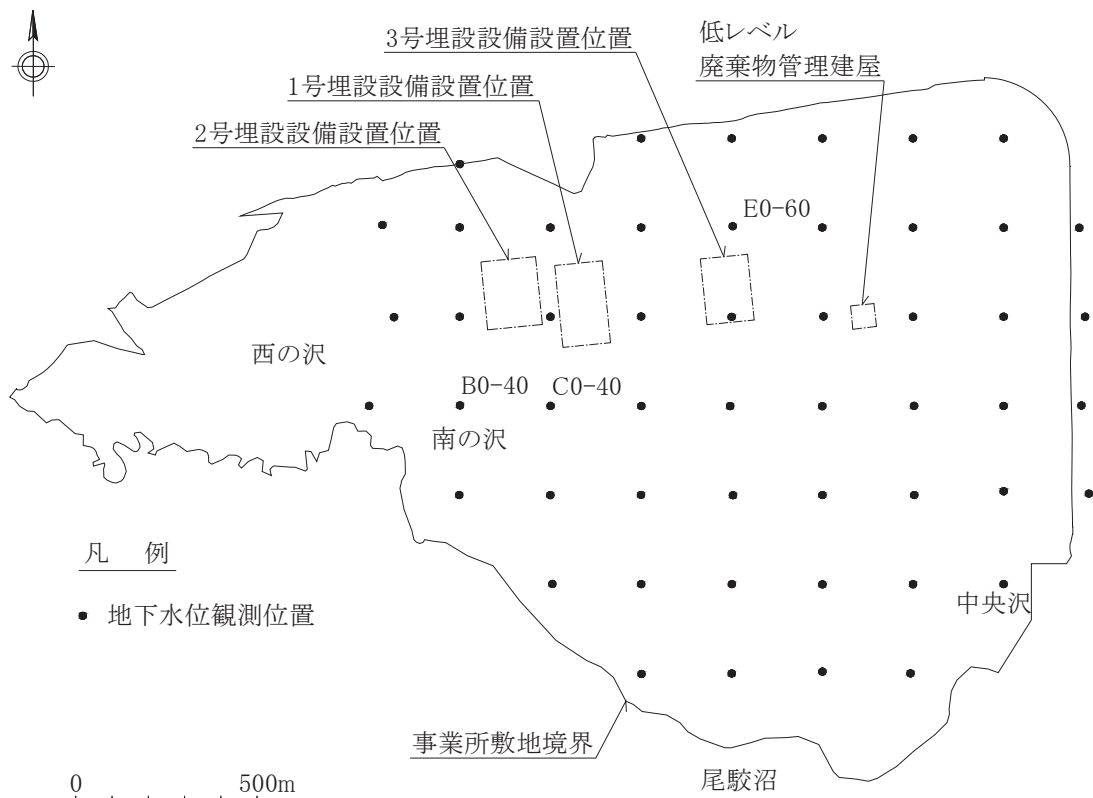 3号埋設設備設置位置
低レベル
廃棄物管理建屋
1号埋設設備設置位置
2号埋設設備設置位置
E0-60
西の沢
B0-40
C0-40
南の沢
凡 例
● 地下水位観測位置
中央沢
事業所敷地境界
尾駮沼
0 500m